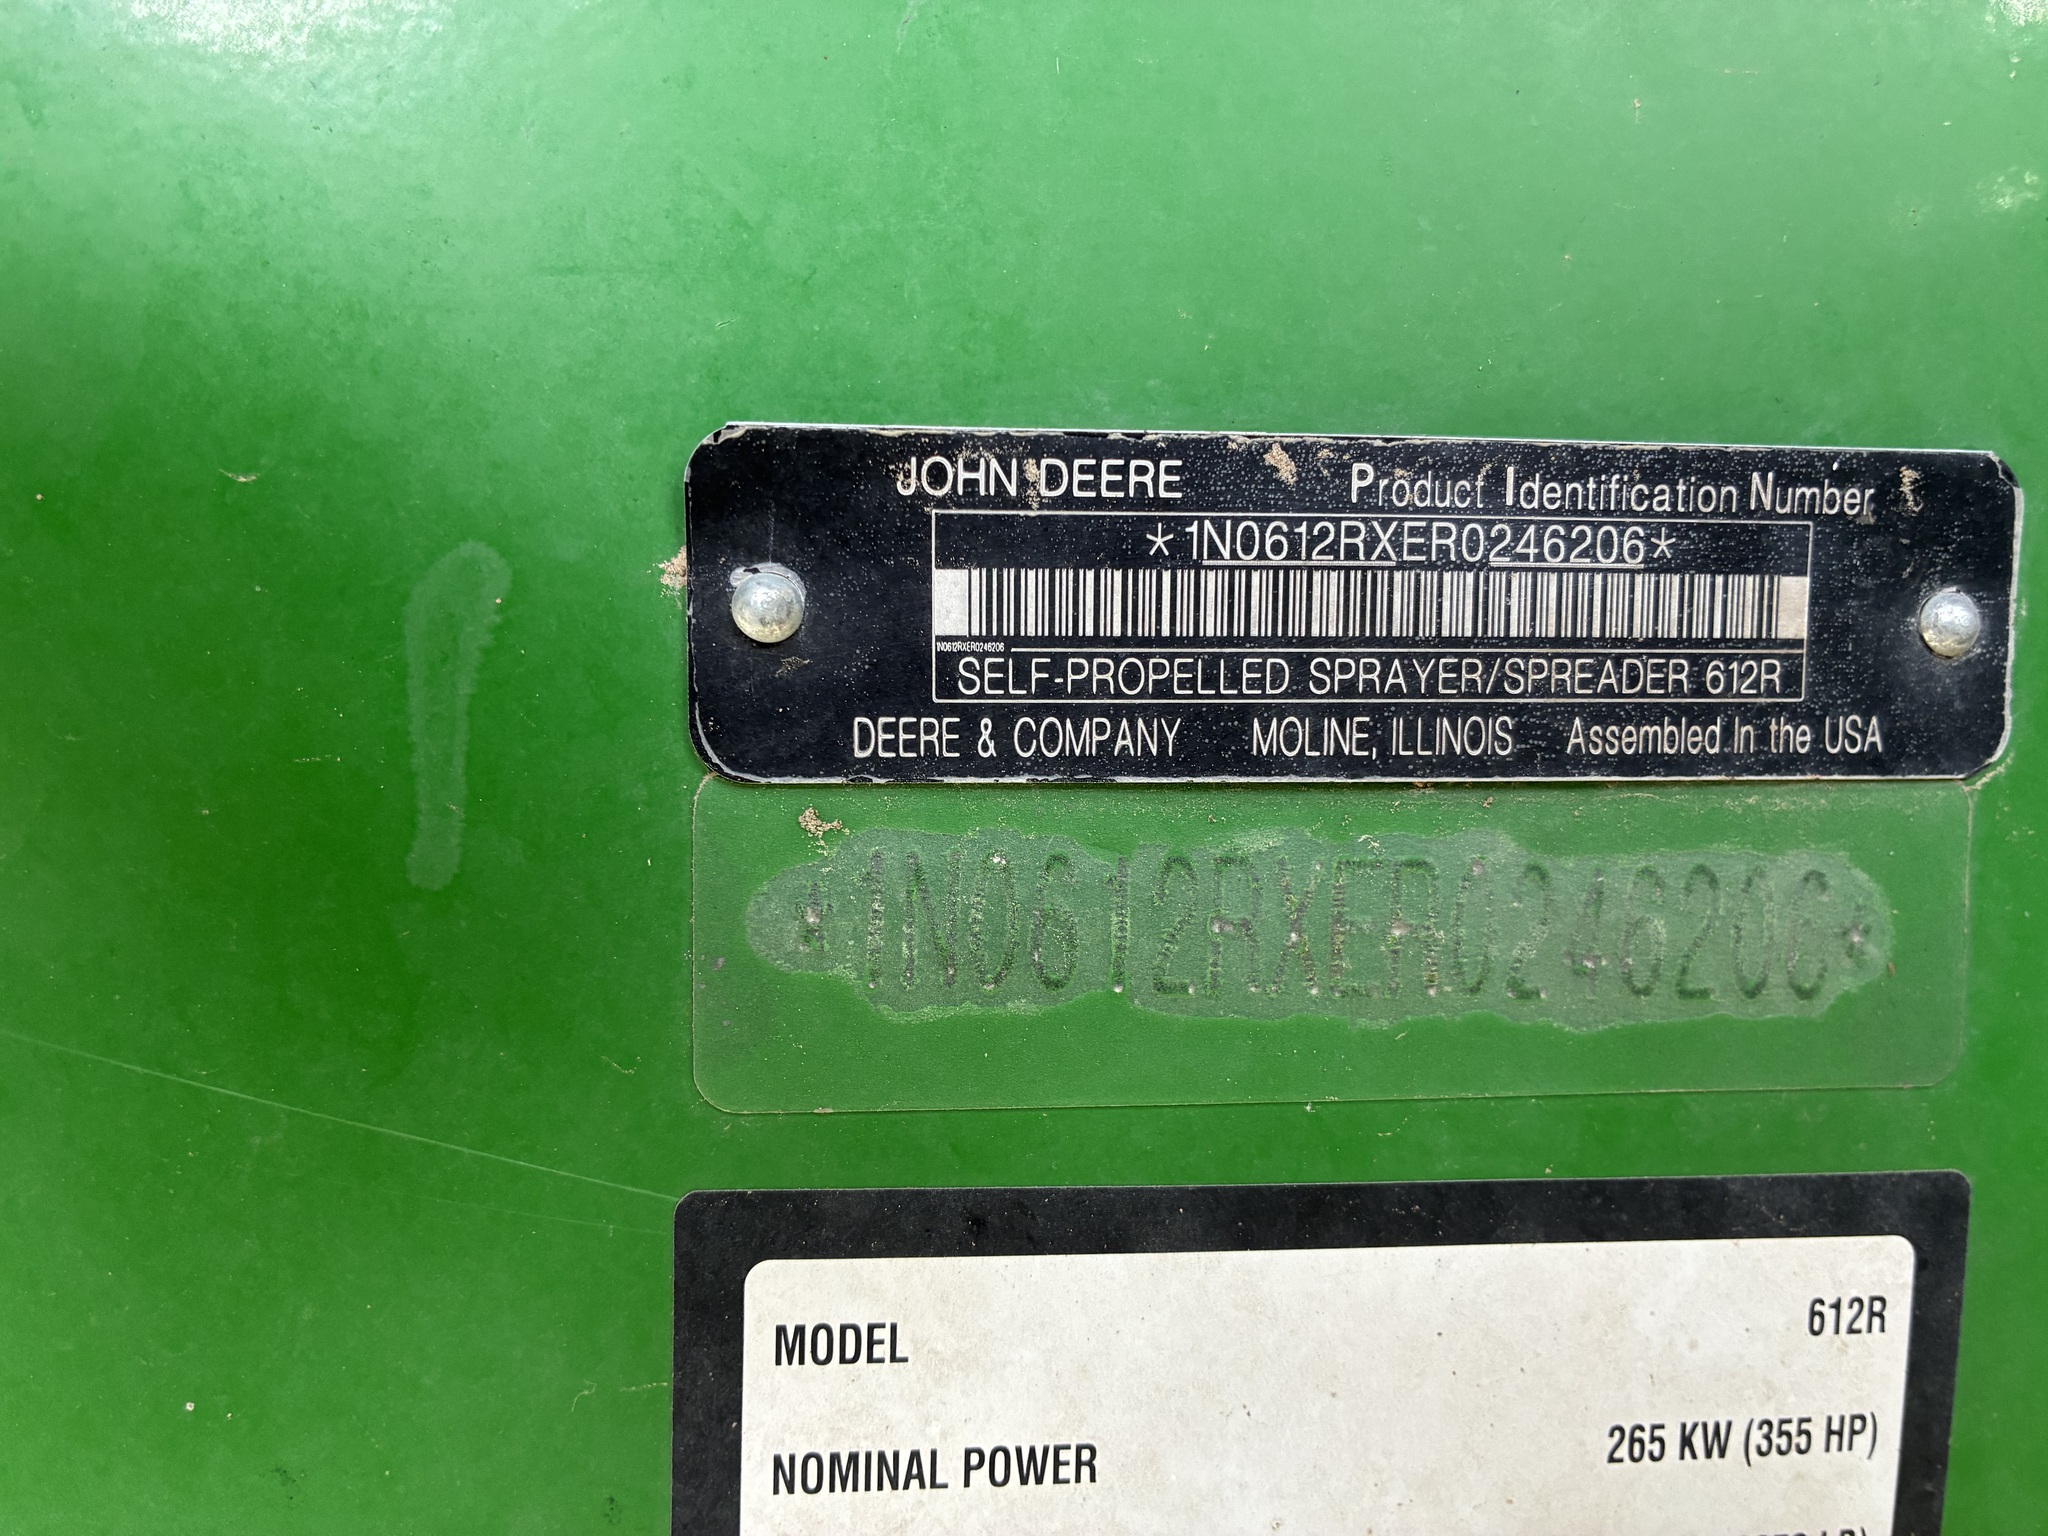 JOHN DEERE Product Identification Number
*1N0612RXER0246206*
1N0612RXER0246206
SELF-PROPELLED SPRAYER/SPREADER 612R
DEERE & COMPANY MOLINE, ILLINOIS Assembled In the USA
*1N0612RXER0246206*
MODEL 612R
NOMINAL POWER 265 KW (355 HP)